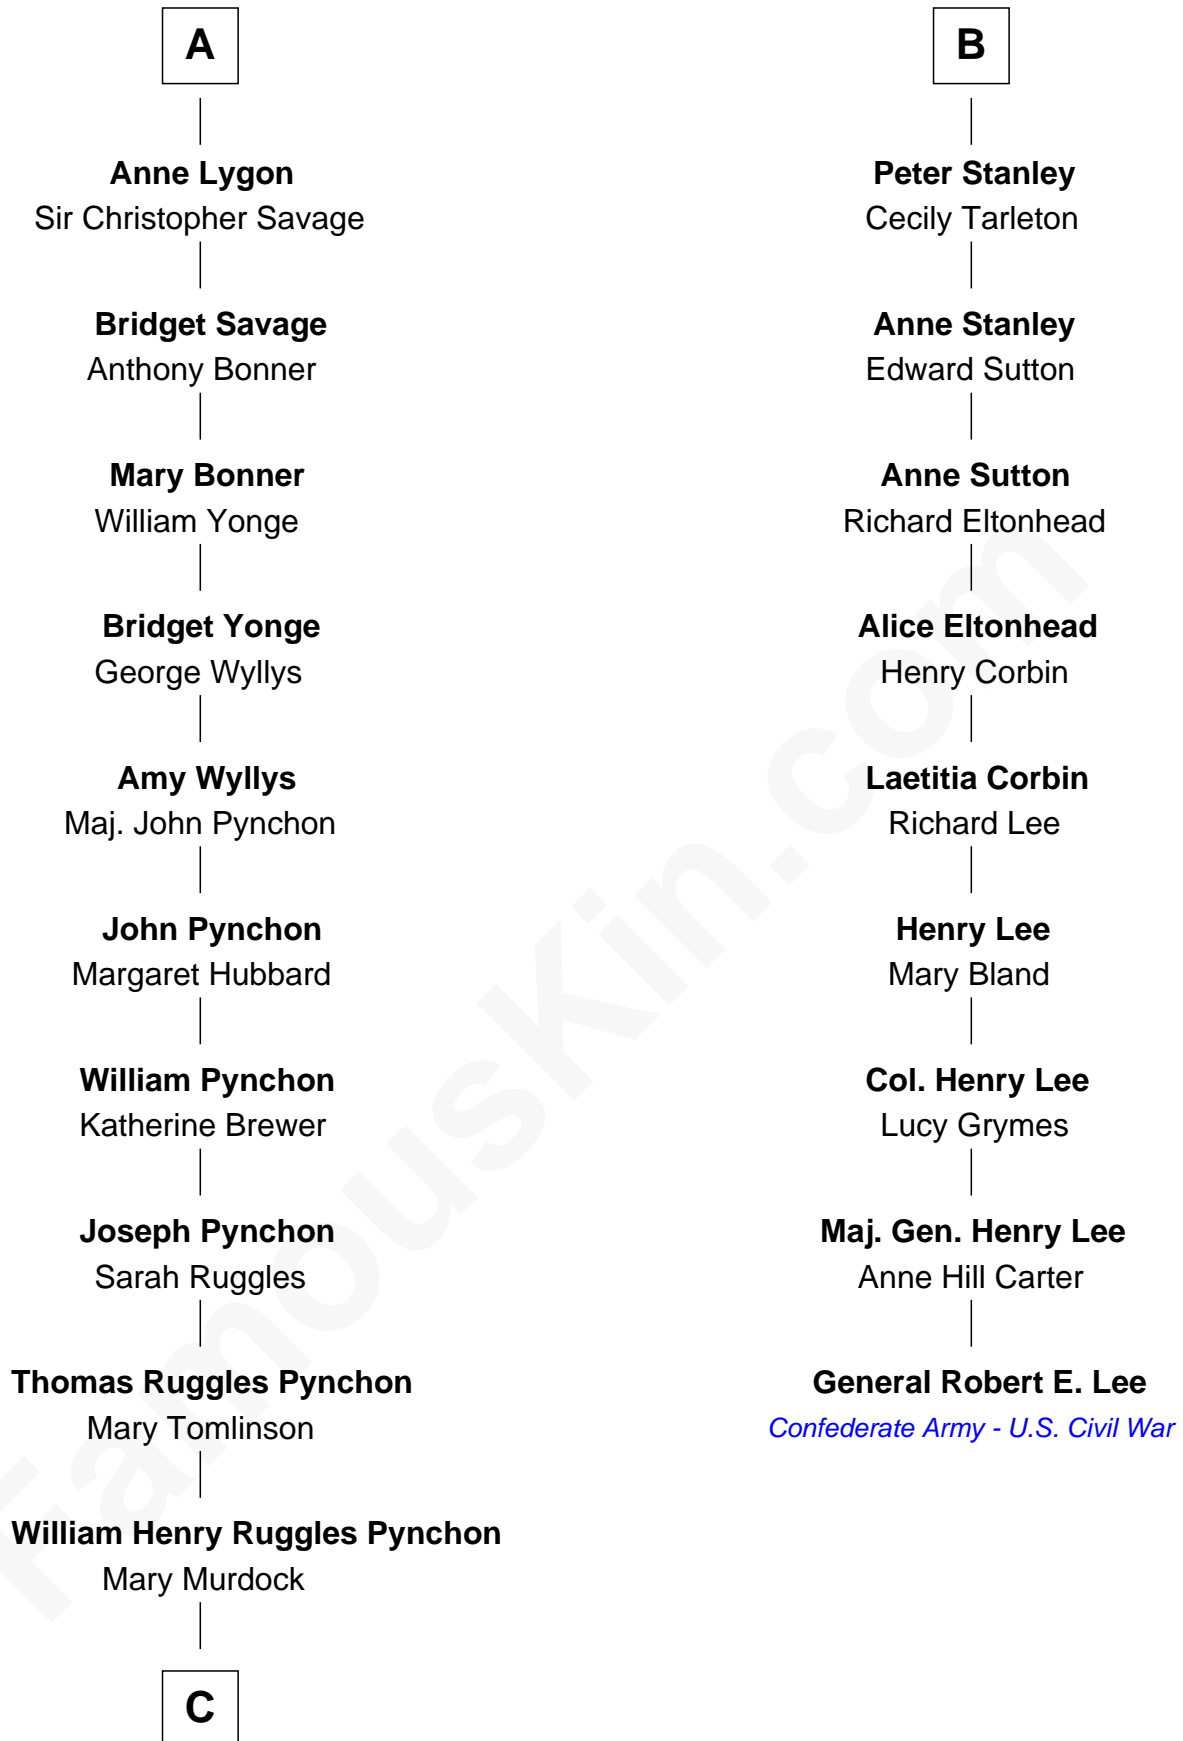 A
Anne Lygon
Sir Christopher Savage
Bridget Savage
Anthony Bonner
Mary Bonner
William Yonge
Bridget Yonge
George Wyllys
Amy Wyllys
Maj. John Pynchon
John Pynchon
Margaret Hubbard
William Pynchon
Katherine Brewer
Joseph Pynchon
Sarah Ruggles
Thomas Ruggles Pynchon
Mary Tomlinson
William Henry Ruggles Pynchon
Mary Murdock
C
B
Peter Stanley
Cecily Tarleton
Anne Stanley
Edward Sutton
Anne Sutton
Richard Eltonhead
Alice Eltonhead
Henry Corbin
Laetitia Corbin
Richard Lee
Henry Lee
Mary Bland
Col. Henry Lee
Lucy Grymes
Maj. Gen. Henry Lee
Anne Hill Carter
General Robert E. Lee
Confederate Army - U.S. Civil War
FamousKin.com